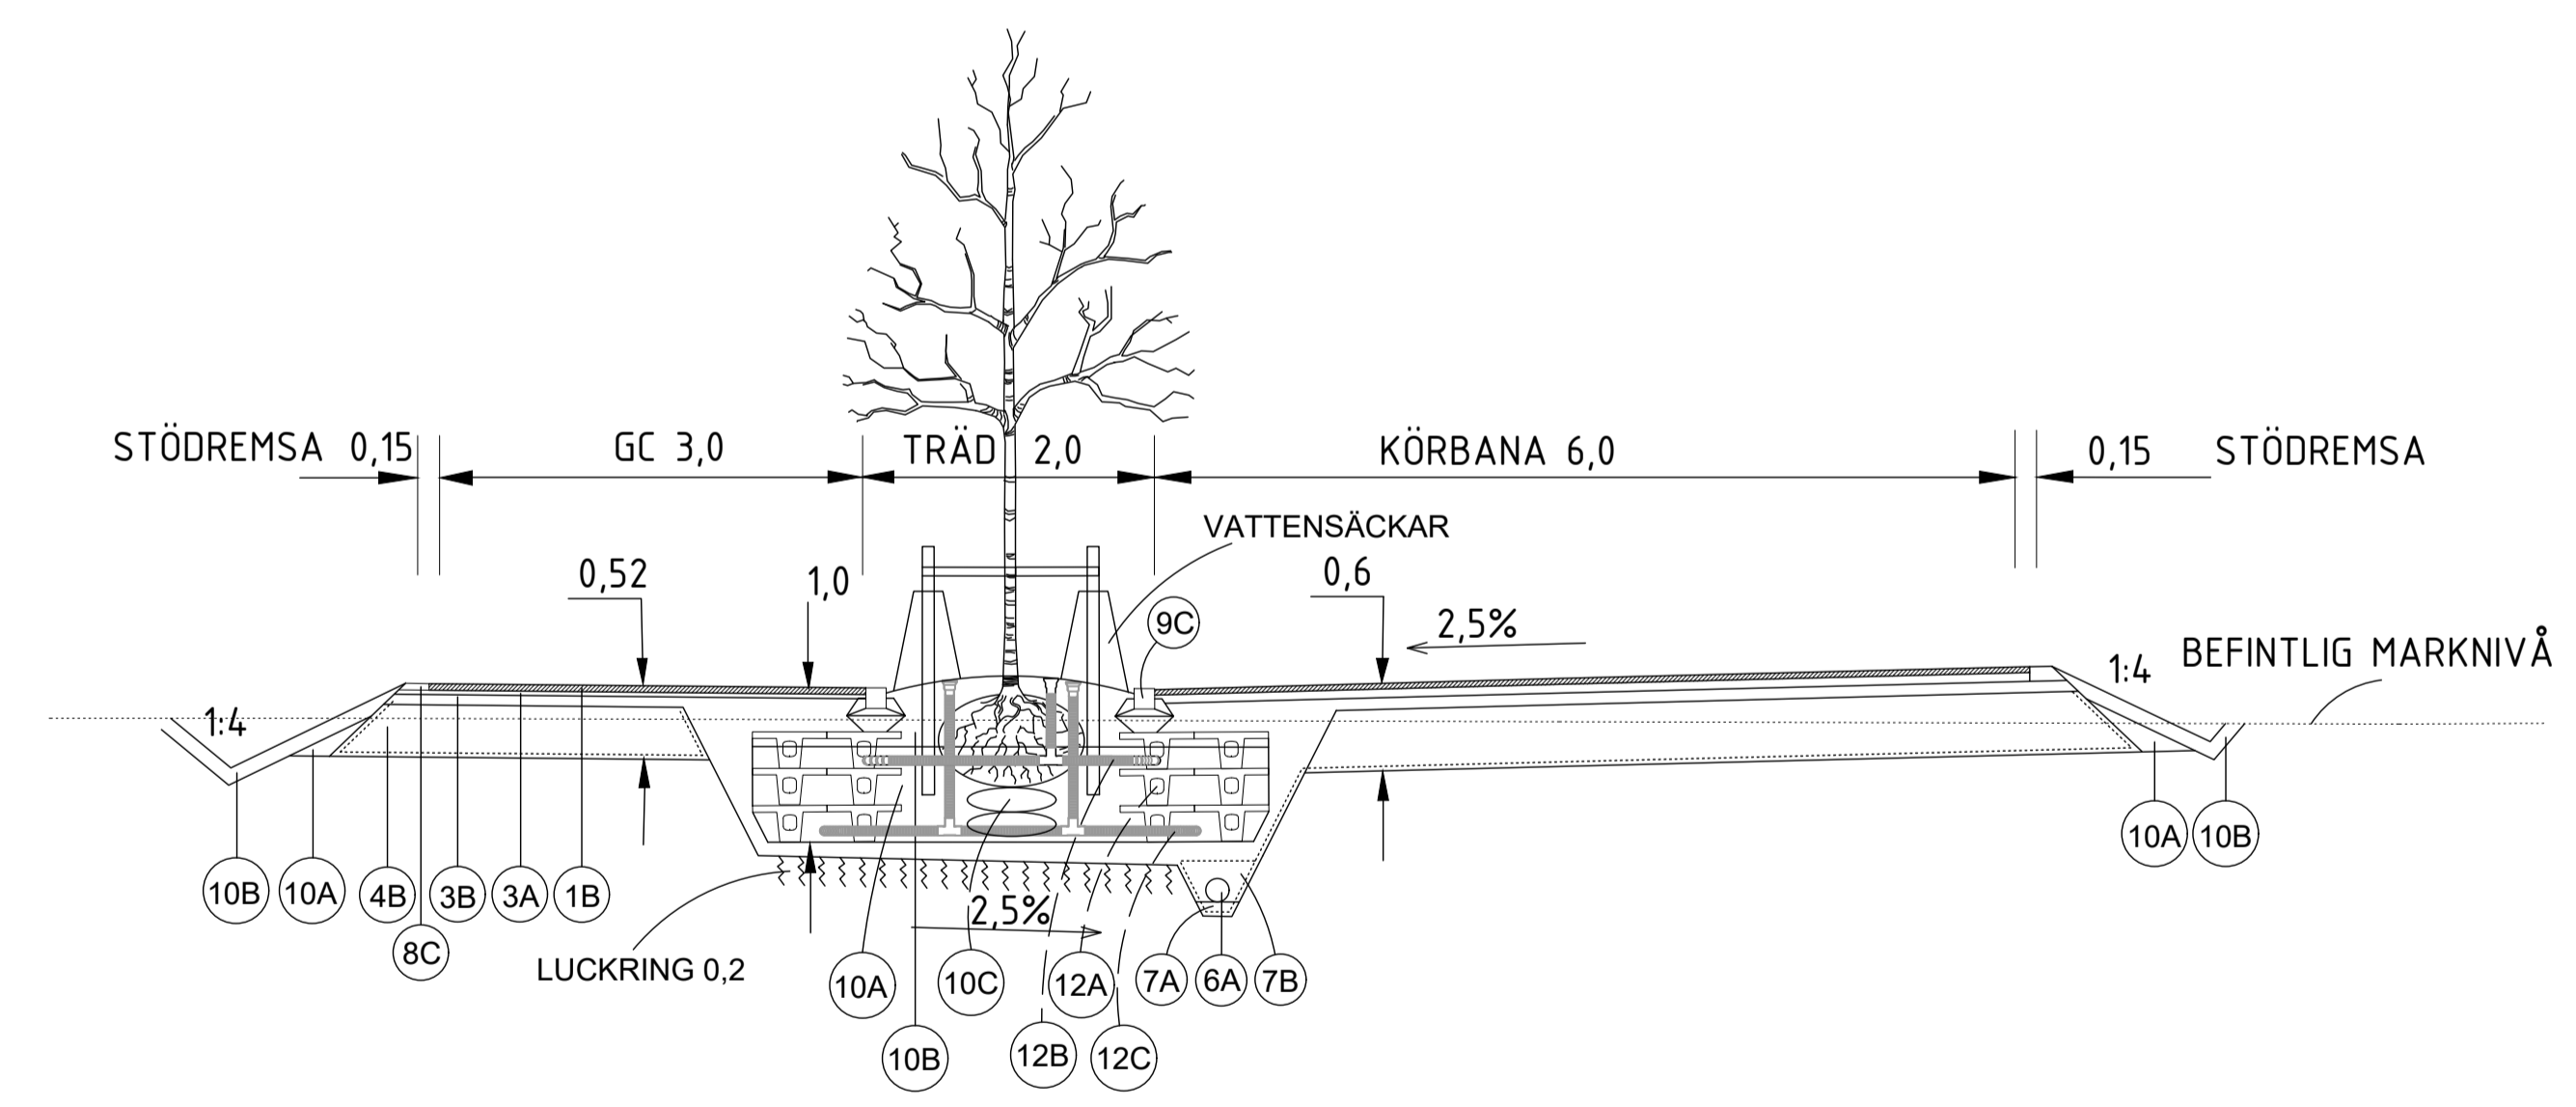 STÖDREMSA 0,15 GC 3,0 TRÄD 2,0 KÖRBANA 6,0 0,15 STÖDREMSA
VATTENSÄCKAR
0,52 1,0 0,6
9C 2,5%
1:4 BEFINTLIG MARKNIVÅ
1:4
10A 10B
10B 10A 4B 3B 3A 1B
2,5%
8C
LUCKRING 0,2
10A 10C 12A 7A 6A 7B
10B 12B 12C